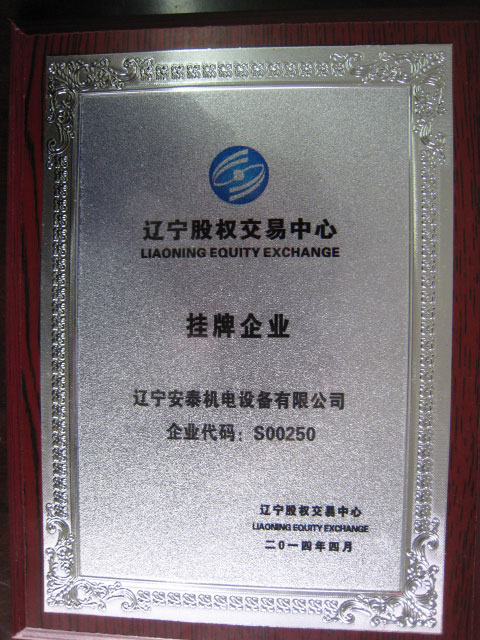 辽宁股权交易中心
LIAONING EQUITY EXCHANGE
挂牌企业
辽宁安泰机电设备有限公司
企业代码：S00250
辽宁股权交易中心
LIAONING EQUITY EXCHANGE
二0一四年四月